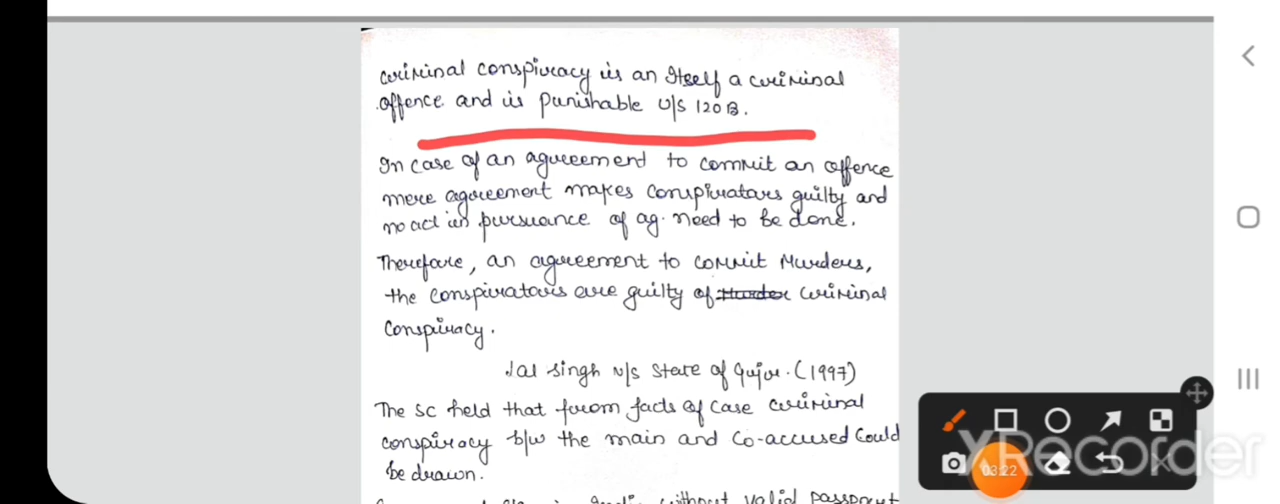 criminal conspiracy is an itself a criminal
offence and is punishable U/S 120B.
In case of an agreement to commit an offence
mere agreement makes conspirators guilty and
no act in pursuance of ag. need to be done.
Therefore, an agreement to commit Murders,
the conspirators are guilty of Murder criminal
conspiracy.
Lal Singh v/s State of Gujar. (1997)
The SC held that from facts of case criminal
conspiracy b/w the main and co-accused could
be drawn.
without valid passport
XRecorder
03:22